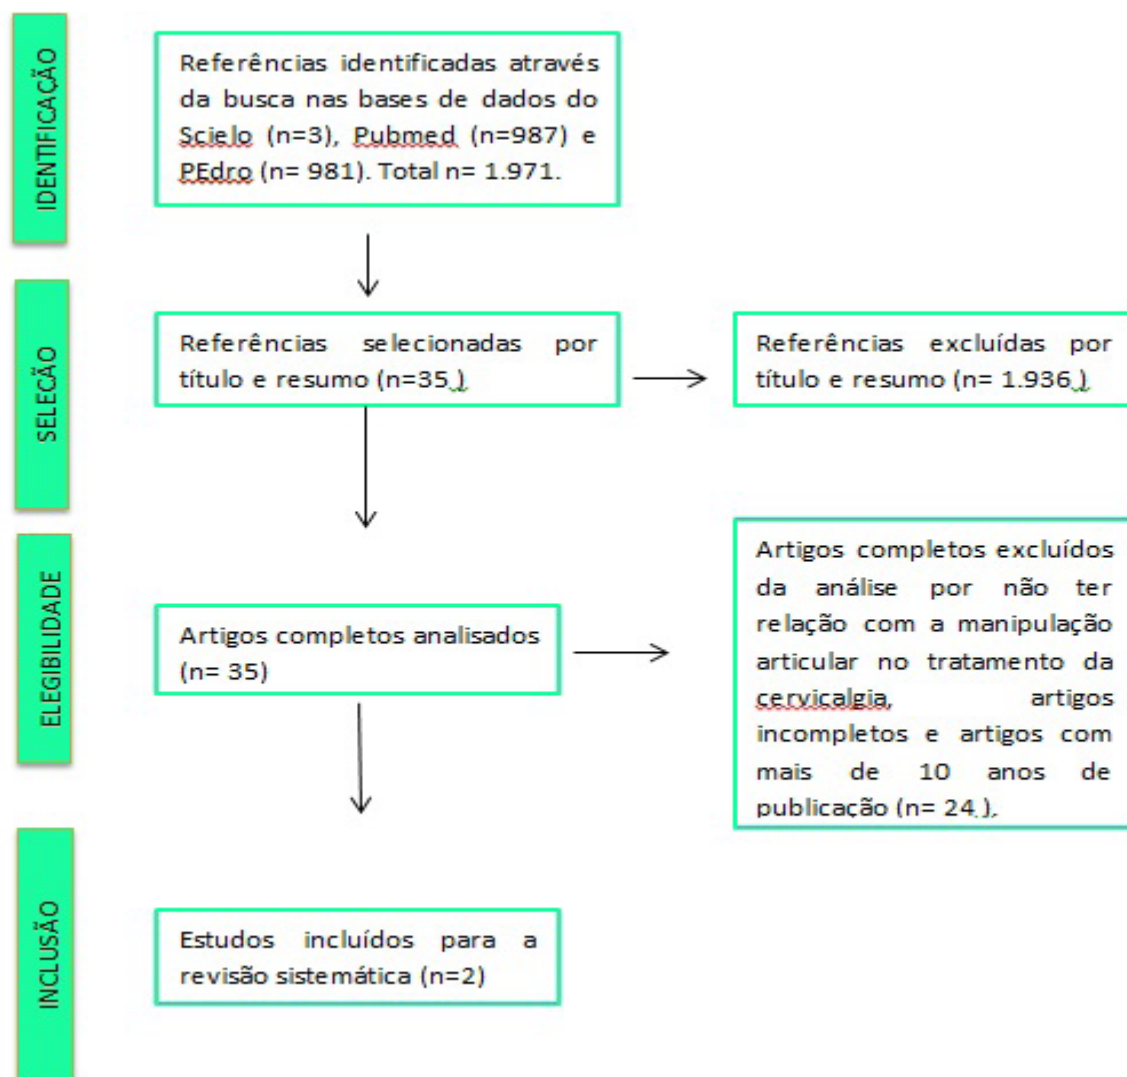 IDENTIFICAÇÃO
Referências identificadas através
da busca nas bases de dados do
Scielo (n=3), Pubmed (n=987) e
PEdro (n= 981). Total n= 1.971.
SELEÇÃO
Referências selecionadas por
título e resumo (n=35 )
Referências excluídas por
título e resumo (n= 1.936 )
ELEGIBILIDADE
Artigos completos analisados
(n= 35)
Artigos completos excluídos
da análise por não ter
relação com a manipulação
articular no tratamento da
cervicalgia, artigos
incompletos e artigos com
mais de 10 anos de
publicação (n= 24 ),
INCLUSÃO
Estudos incluídos para a
revisão sistemática (n=2)